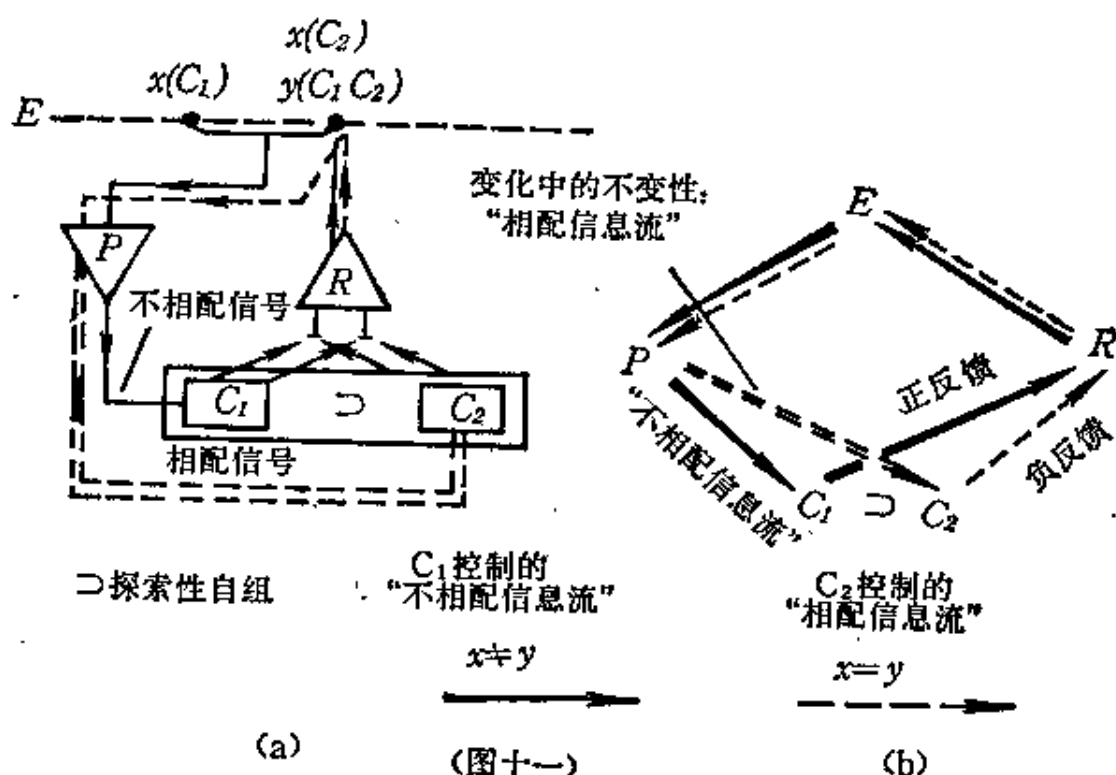 x(C₂)
x(C₁)
y(C₁ C₂)
E
P
R
不相配信号
C₁
⊃
C₂
相配信号
变化中的不变性：
“相配信息流”
E
P
R
“不相配信息流”
正反馈
负反馈
C₁
⊃
C₂
⊃探索性自组
C₁控制的
“不相配信息流”
x≠y
C₂控制的
“相配信息流”
x=y
(a)
(图十一)
(b)